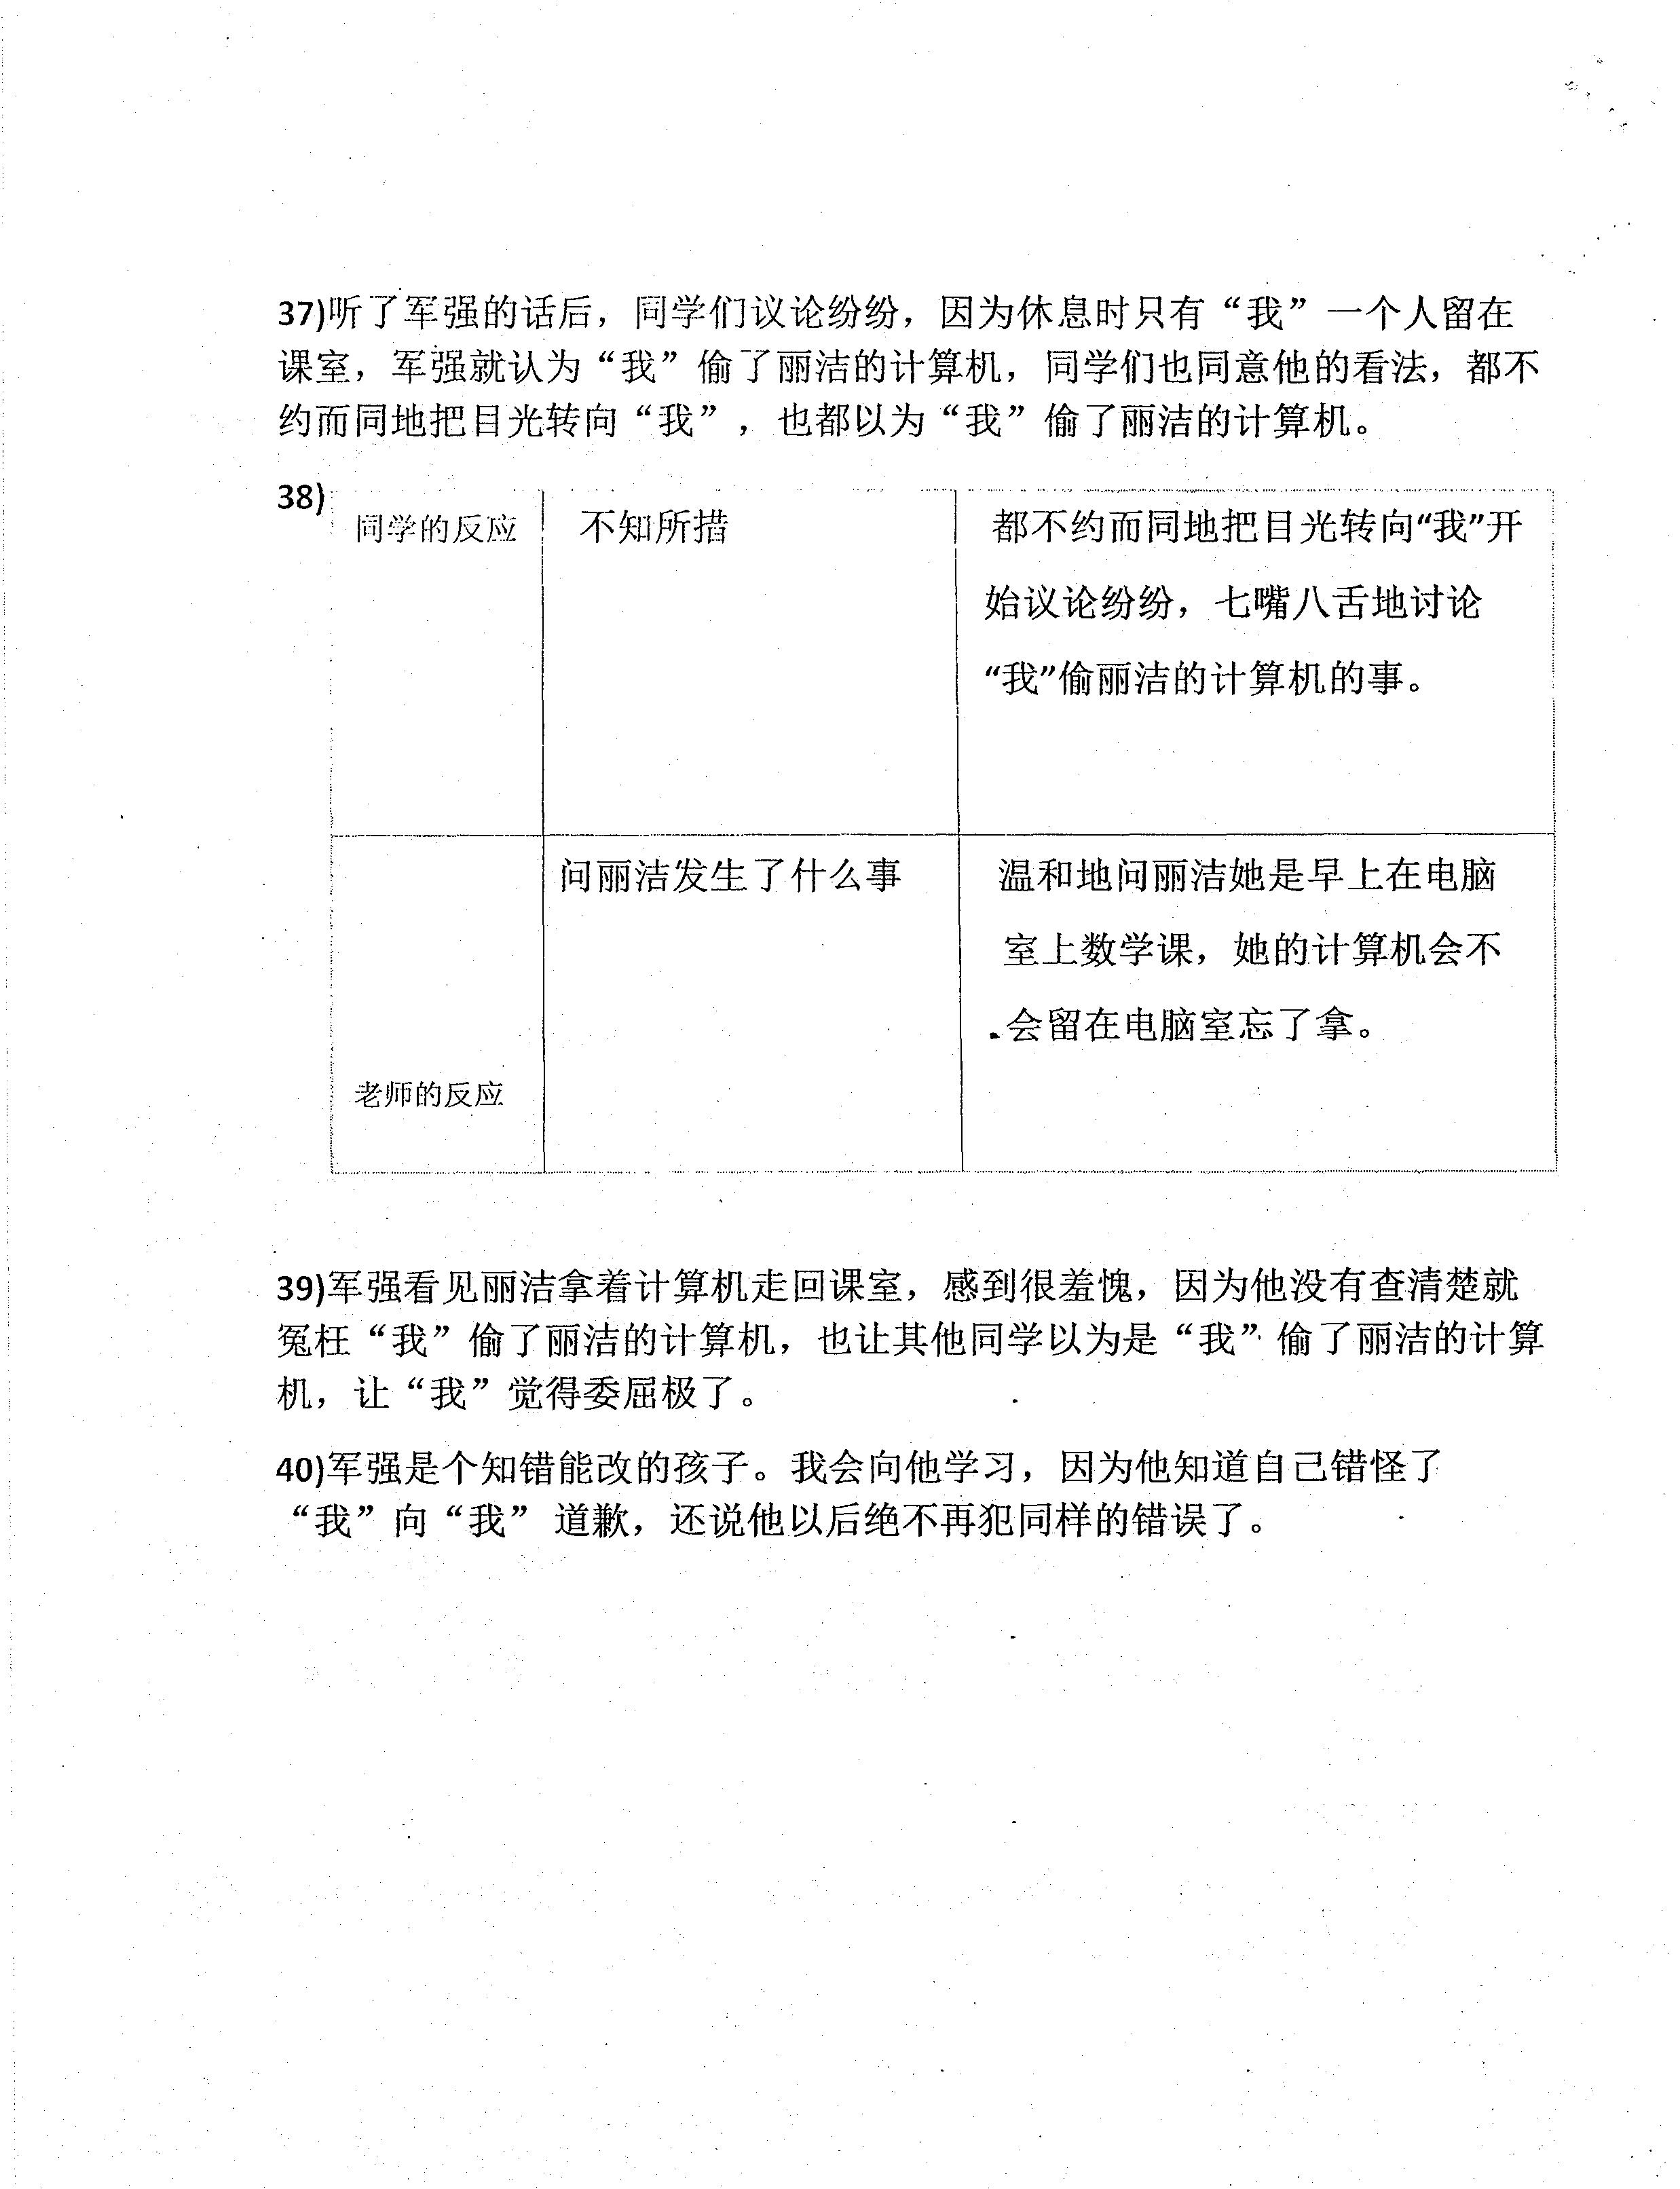 37)听了军强的话后，同学们议论纷纷，因为休息时只有“我”一个人留在
课室，军强就认为“我”偷了丽洁的计算机，同学们也同意他的看法，都不
约而同地把目光转向“我”，也都以为“我”偷了丽洁的计算机。
38)
同学的反应
不知所措
都不约而同地把目光转向“我”开
始议论纷纷，七嘴八舌地讨论
“我”偷丽洁的计算机的事。
老师的反应
问丽洁发生了什么事
温和地问丽洁她是早上在电脑
室上数学课，她的计算机会不
会留在电脑室忘了拿。
39)军强看见丽洁拿着计算机走回课室，感到很羞愧，因为他没有查清楚就
冤枉“我”偷了丽洁的计算机，也让其他同学以为是“我”偷了丽洁的计算
机，让“我”觉得委屈极了。
40)军强是个知错能改的孩子。我会向他学习，因为他知道自己错怪了
“我”向“我” 道歉，还说他以后绝不再犯同样的错误了。